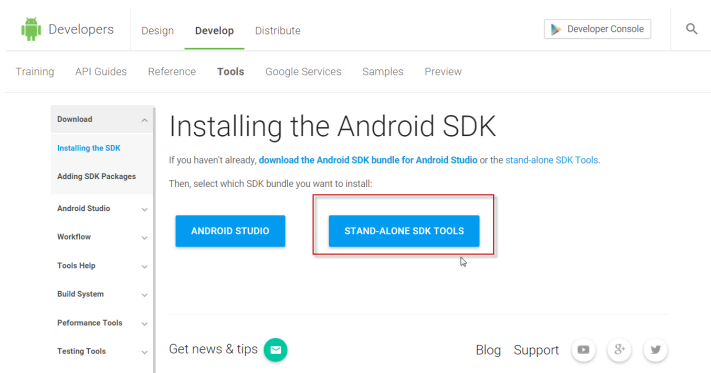 Developers
Design Develop Distribute
Developer Console
Training API Guides Reference Tools Google Services Samples Preview
Download
Installing the SDK
Adding SDK Packages
Android Studio
Workflow
Tools Help
Build System
Peformance Tools
Testing Tools
Installing the Android SDK
If you haven't already, download the Android SDK bundle for Android Studio or the stand-alone SDK Tools.
Then, select which SDK bundle you want to install:
ANDROID STUDIO STAND-ALONE SDK TOOLS
Get news & tips
Blog Support
g+